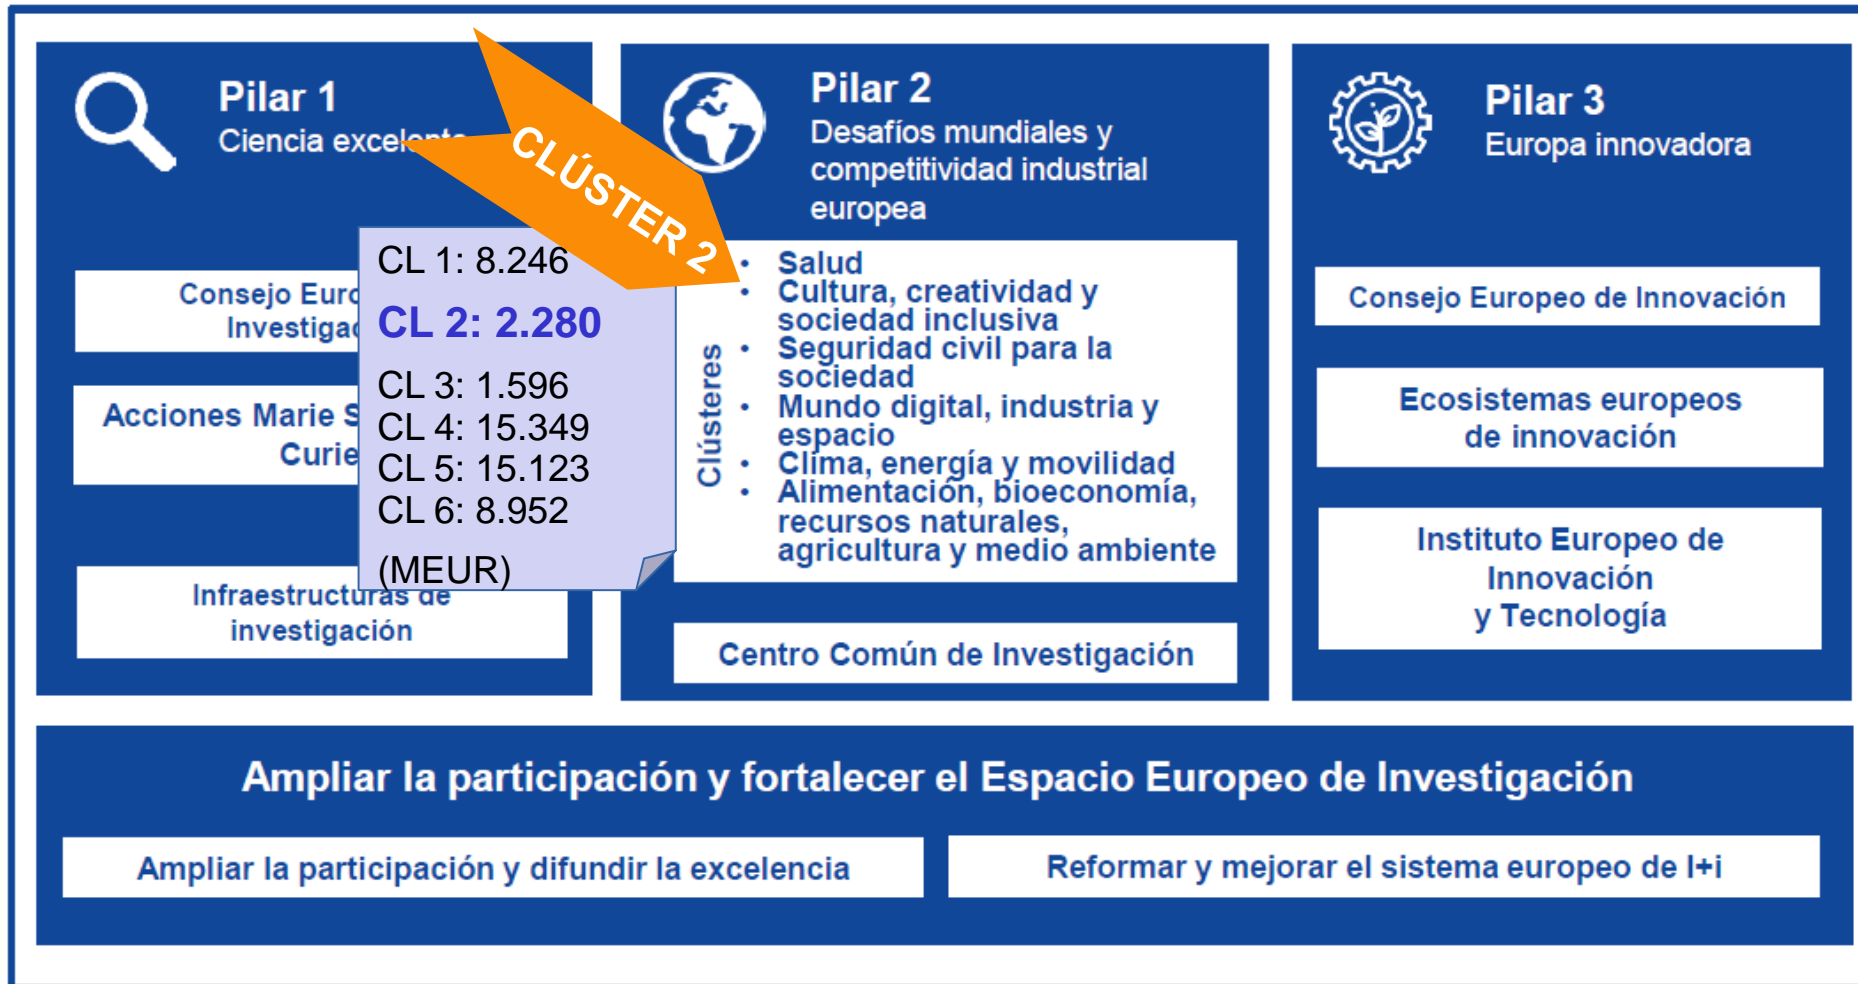 Pilar 1
Ciencia
CLÚSTER 2
CL 1: 8.246
CL 2: 2.280
CL 3: 1.596
CL 4: 15.349
CL 5: 15.123
CL 6: 8.952
(MEUR)
Consejo
Acciones Marie
Curie
Infraestructuras de
investigación
Pilar 2
Desafíos mundiales y
competitividad industrial
europea
Clústeres
• Salud
• Cultura, creatividad y
sociedad inclusiva
• Seguridad civil para la
sociedad
• Mundo digital, industria y
espacio
• Clima, energía y movilidad
• Alimentación, bioeconomía,
recursos naturales,
agricultura y medio ambiente
Centro Común de Investigación
Pilar 3
Europa innovadora
Consejo Europeo de Innovación
Ecosistemas europeos
de innovación
Instituto Europeo de
Innovación
y Tecnología
Ampliar la participación y fortalecer el Espacio Europeo de Investigación
Ampliar la participación y difundir la excelencia
Reformar y mejorar el sistema europeo de I+i